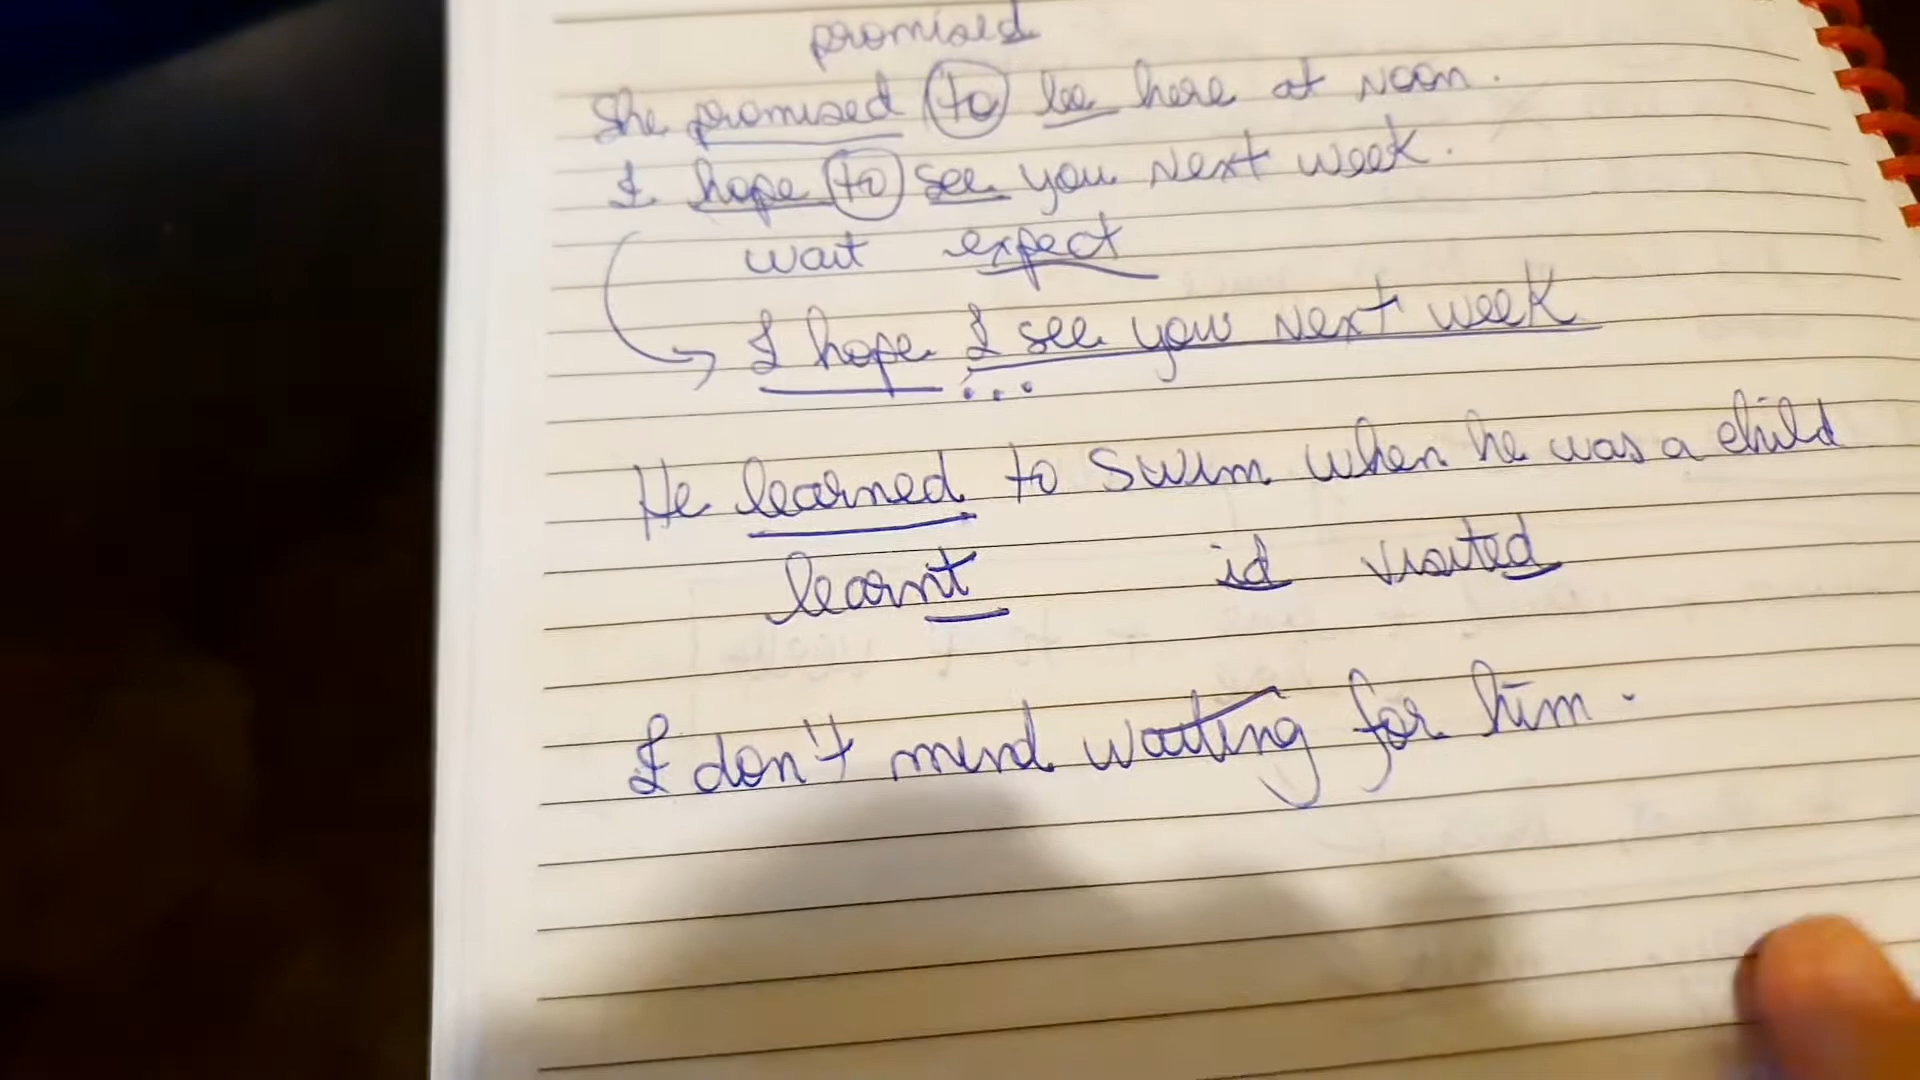 promised
She promised to be here at Noon.
I hope to see you Next week.
wait expect
I hope I see you Next week
...
He learned to swim when he was a child
learnt id visited
I don't mind waiting for him.